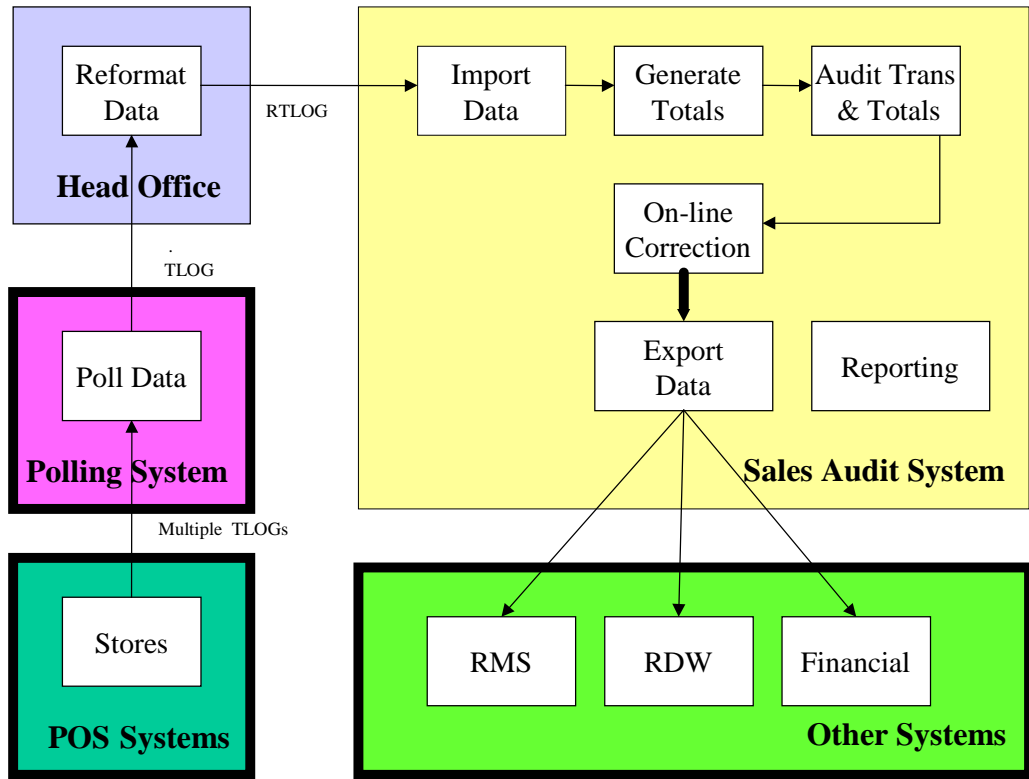 Reformat
Data
Head Office
RTLOG
Import
Data
Generate
Totals
Audit Trans
& Totals
On-line
Correction
Export
Data
Reporting
Sales Audit System
.
TLOG
Poll Data
Polling System
Multiple TLOGs
Stores
POS Systems
RMS
RDW
Financial
Other Systems